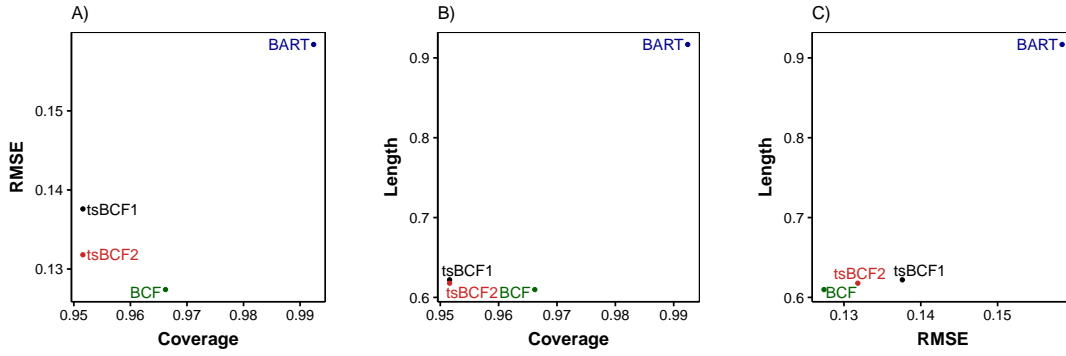 A)
BART
0.15
0.14
0.13
tsBCF1
tsBCF2
BCF
0.95
0.96
0.97
0.98
0.99
RMSE
Coverage
B)
BART
0.9
0.8
0.7
0.6
tsBCF1
tsBCF2
BCF
0.95
0.96
0.97
0.98
0.99
Length
Coverage
C)
BART
0.9
0.8
0.7
0.6
tsBCF2
tsBCF1
BCF
0.13
0.14
0.15
Length
RMSE